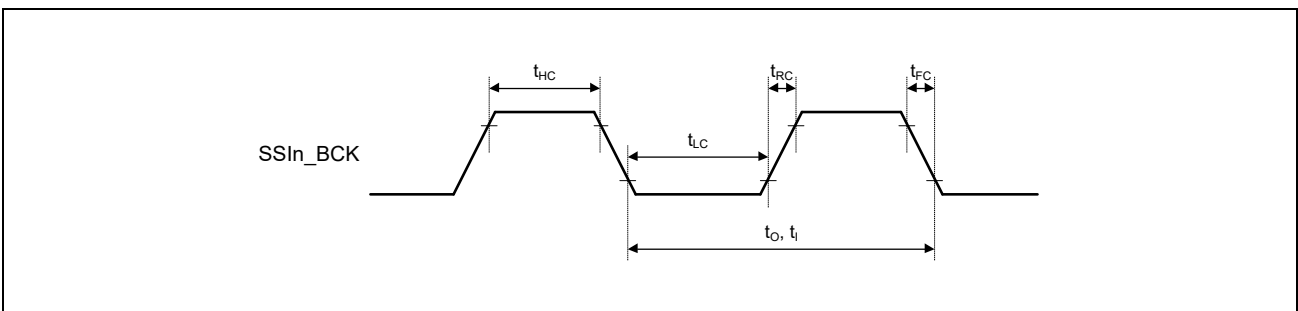 tHC
tRC
tFC
SSIn_BCK
tLC
tO, tI